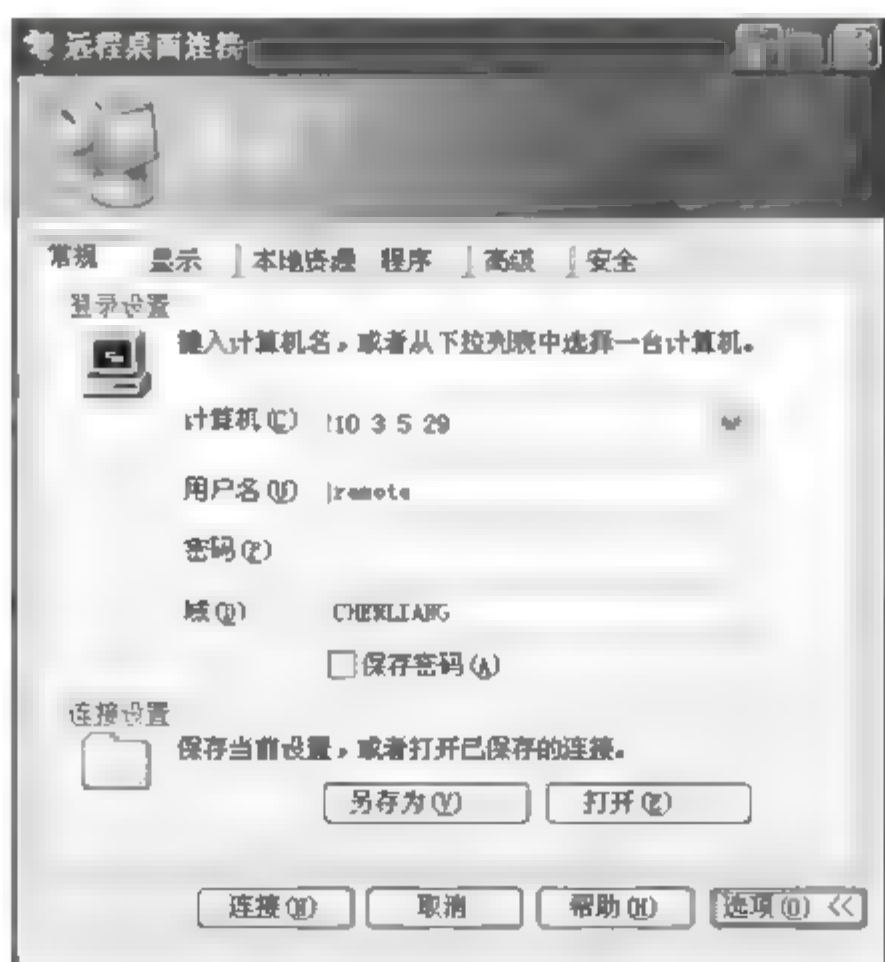 远程桌面连接
常规 显示 本地资源 程序 高级 安全
登录设置
键入计算机名，或者从下拉列表中选择一台计算机。
计算机(C) 10 3 5 29
用户名(U) remote
密码(P)
域(D) CHENLIANG
保存密码(A)
连接设置
保存当前设置，或者打开已保存的连接。
另存为(V) 打开(E)
连接(N) 取消 帮助(H) 选项(O) <<